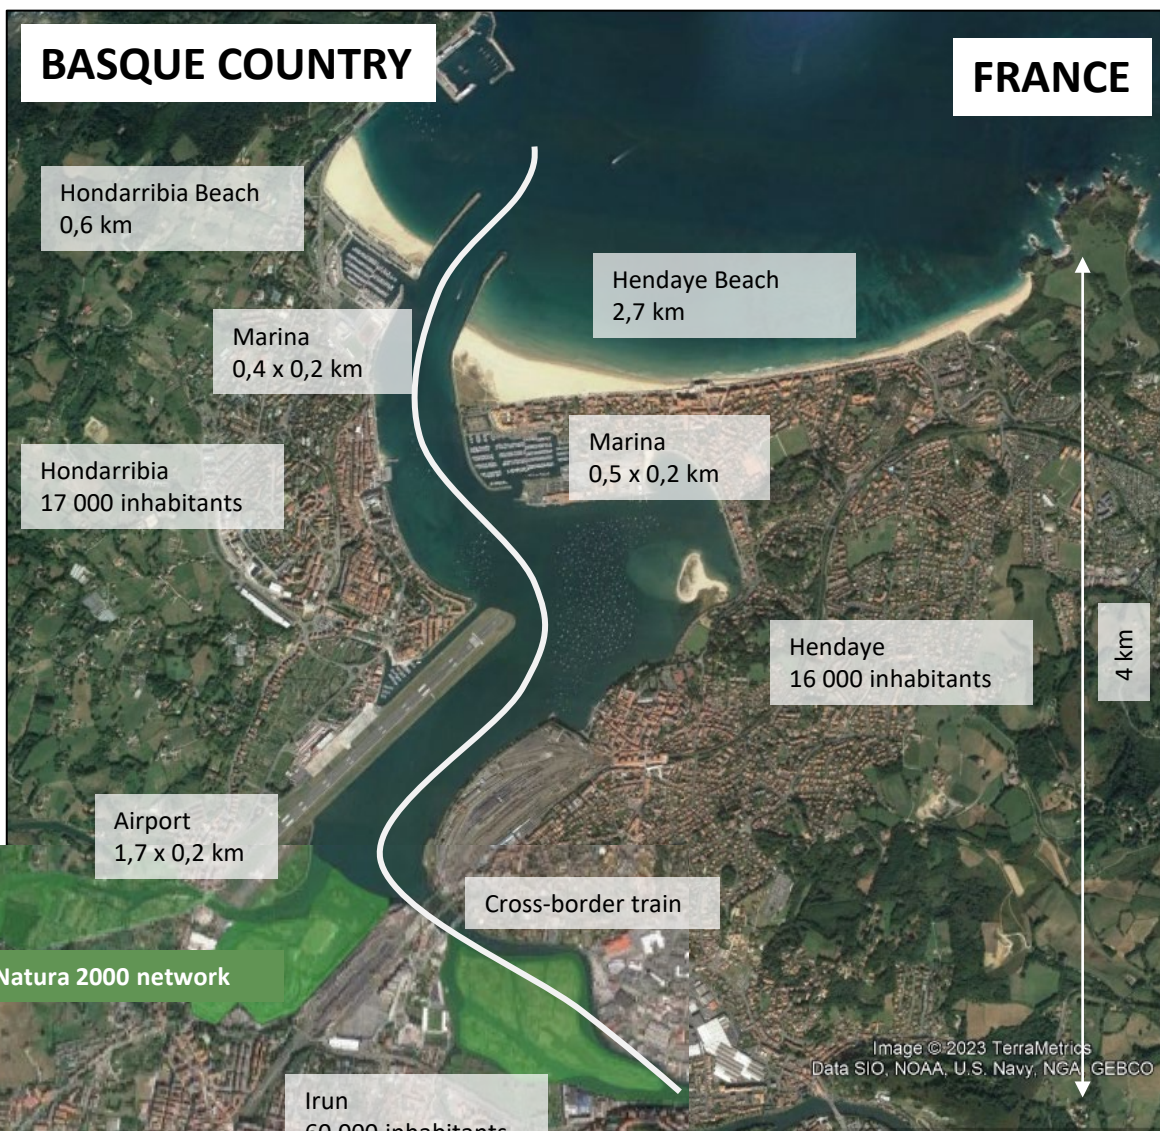 BASQUE COUNTRY
FRANCE
Hondarribia Beach
0,6 km
Hendaye Beach
2,7 km
Marina
0,4 x 0,2 km
Marina
0,5 x 0,2 km
Hondarribia
17 000 inhabitants
Hendaye
16 000 inhabitants
4 km
Airport
1,7 x 0,2 km
Cross-border train
Natura 2000 network
Image © 2023 TerraMetrics
Data SIO, NOAA, U.S. Navy, NGA, GEBCO
Irun
60 000 inhabitants